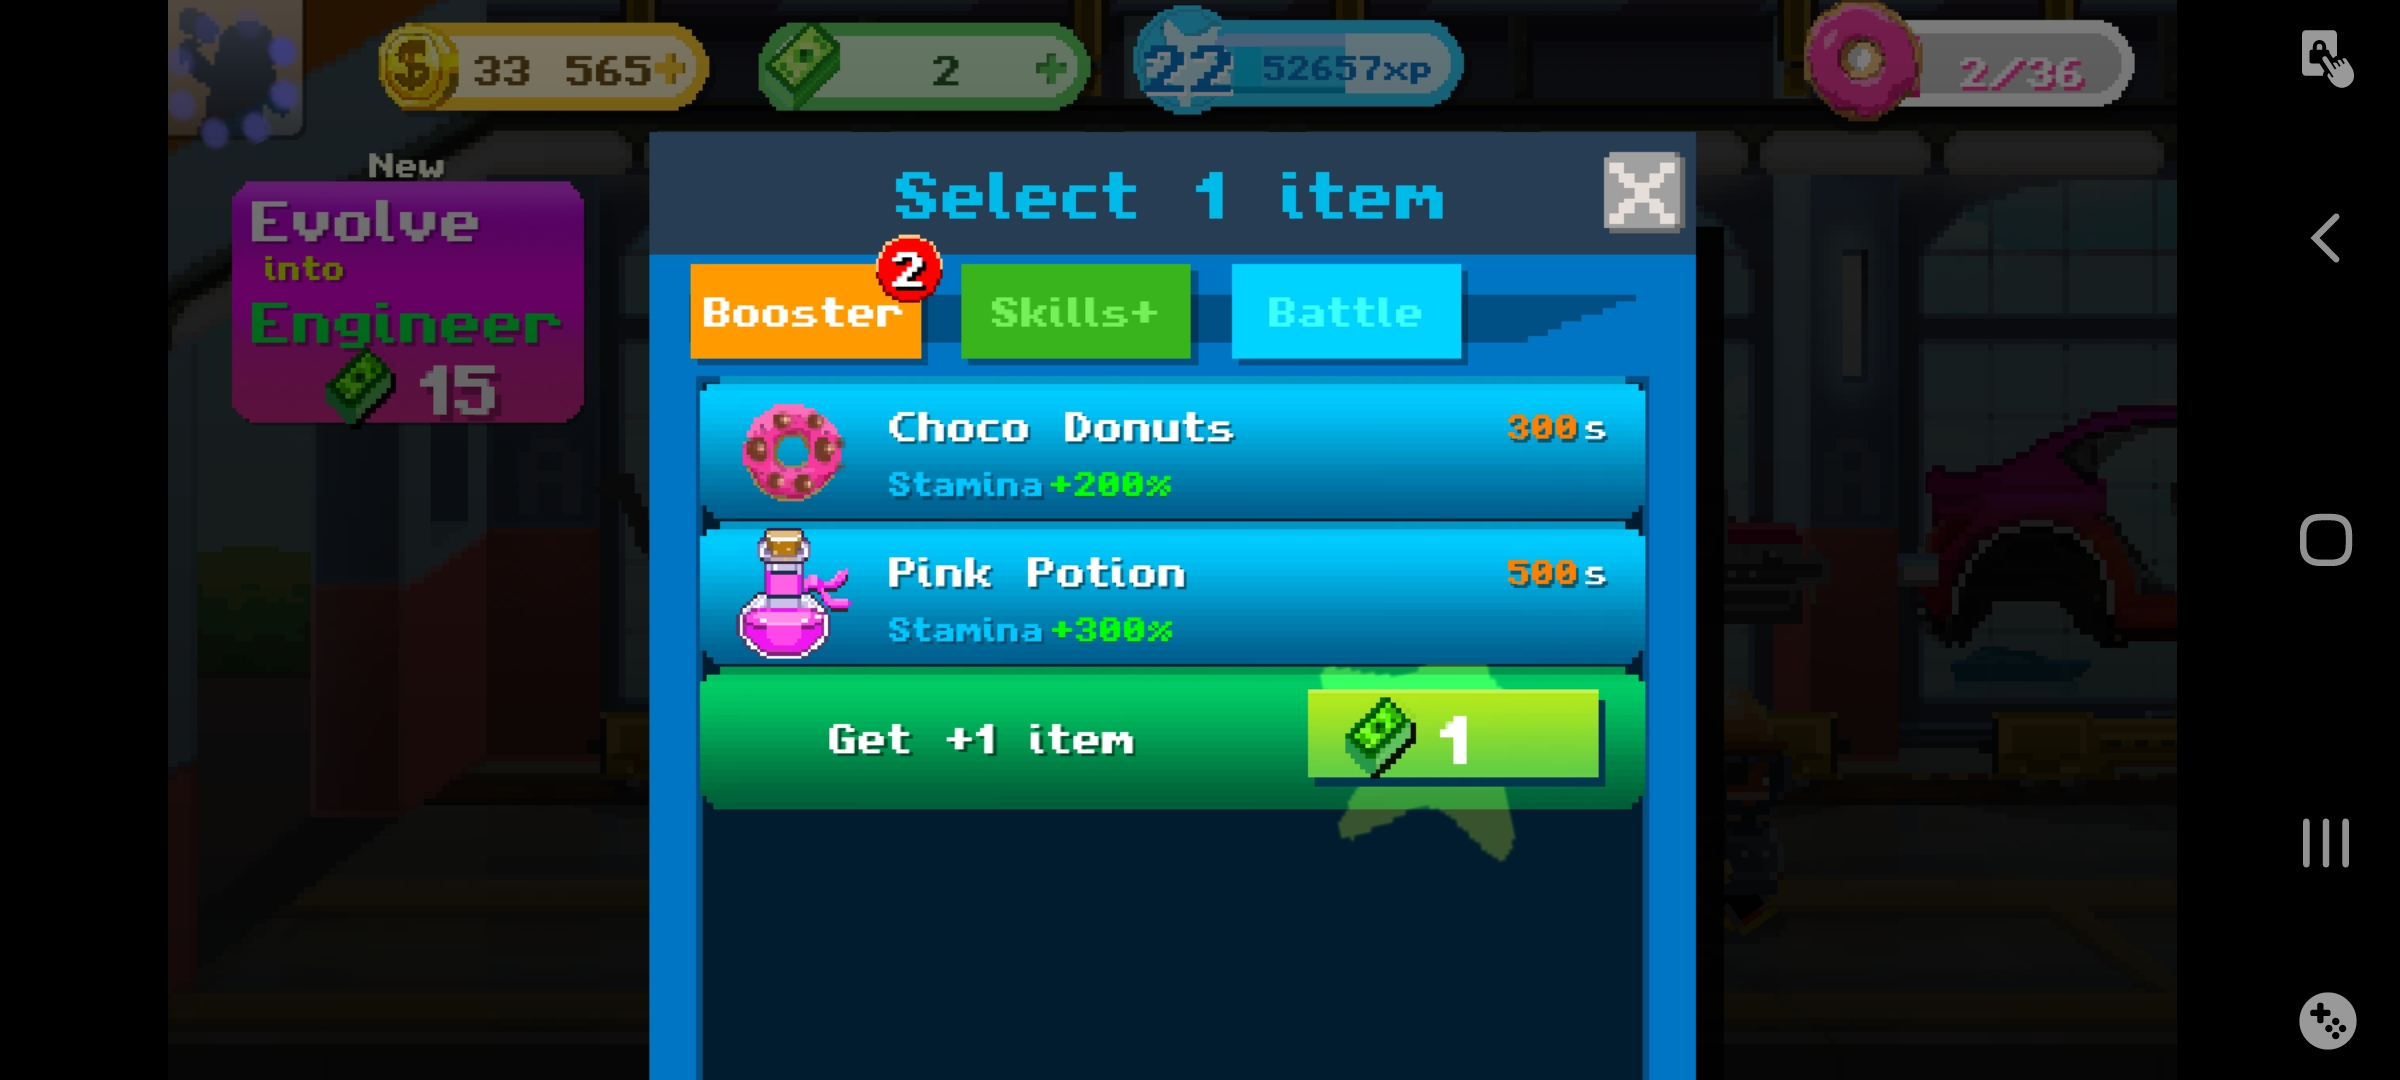 33 565+
2 +
22 52657xp
2/36
New
Evolve
into
Engineer
15
Select 1 item
Booster 2
Skills+
Battle
Choco Donuts 300s
Stamina +200%
Pink Potion 500s
Stamina +300%
Get +1 item 1